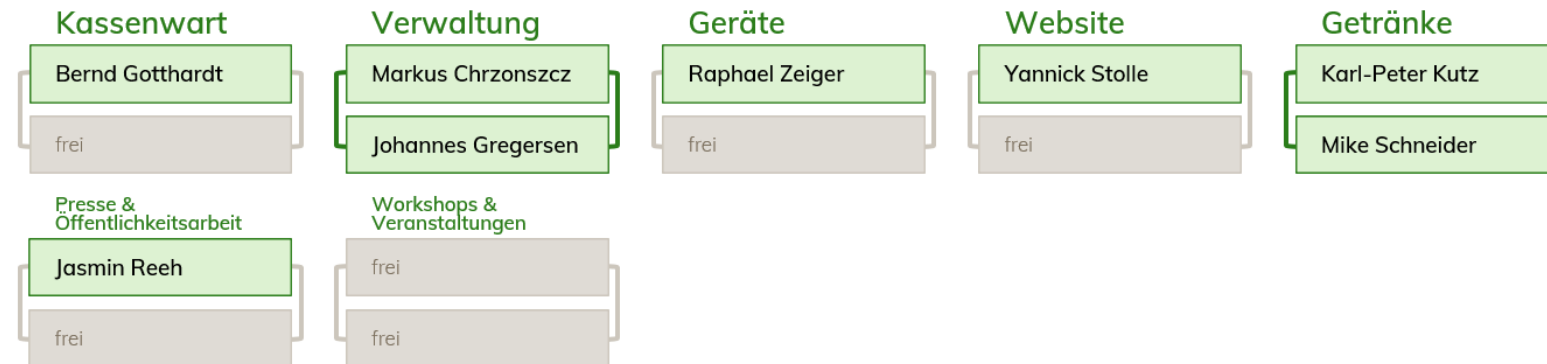 Kassenwart
Bernd Gotthardt
frei
Verwaltung
Markus Chrzonszcz
Johannes Gregersen
Geräte
Raphael Zeiger
frei
Website
Yannick Stolle
frei
Getränke
Karl-Peter Kutz
Mike Schneider
Presse &
Öffentlichkeitsarbeit
Jasmin Reeh
frei
Workshops &
Veranstaltungen
frei
frei